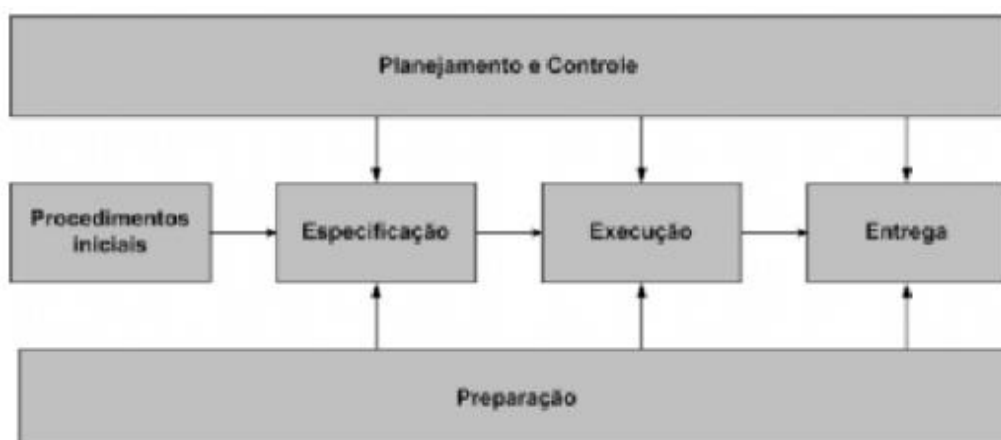 Planejamento e Controle
Procedimentos
iniciais
Especificação
Execução
Entrega
Preparação